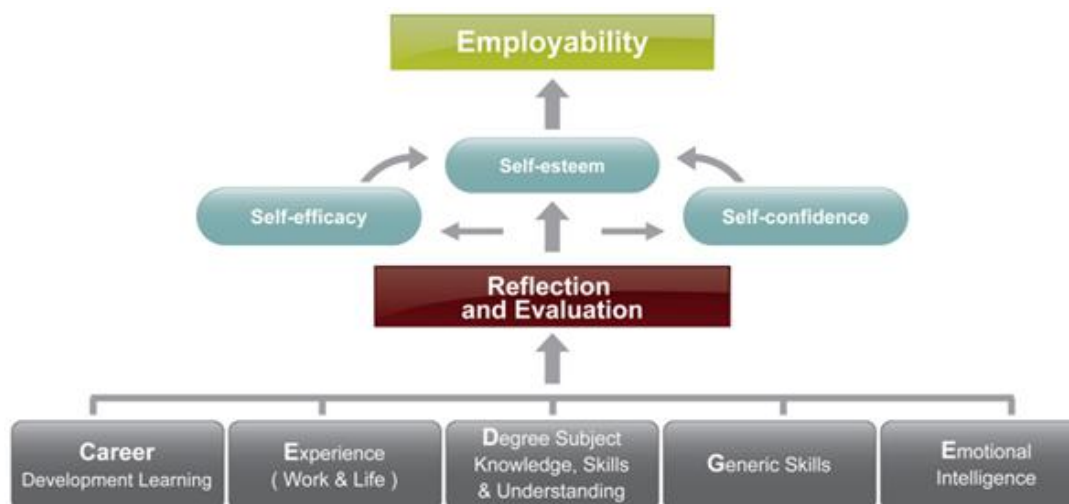 Employability
Self-esteem
Self-efficacy
Self-confidence
Reflection
and Evaluation
Career
Development Learning
Experience
( Work & Life )
Degree Subject
Knowledge, Skills
& Understanding
Generic Skills
Emotional
Intelligence